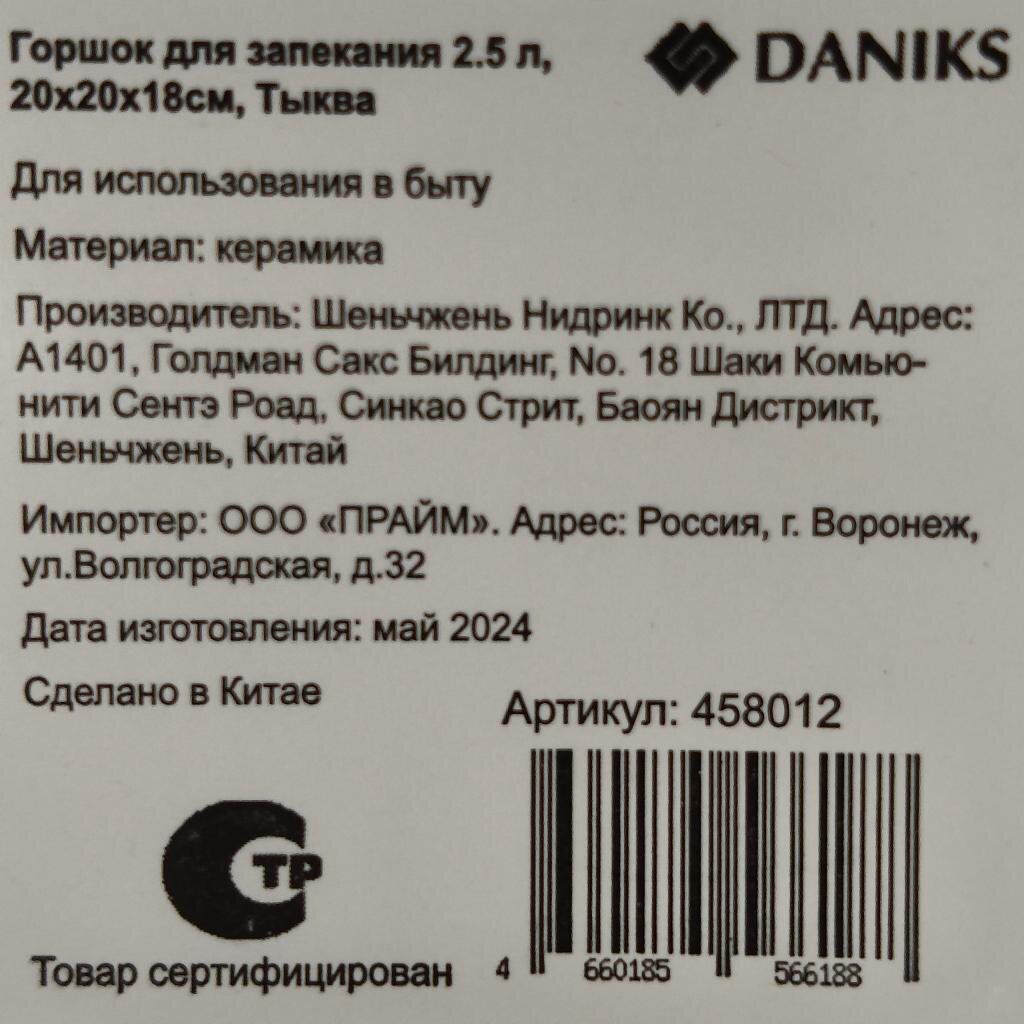 Горшок для запекания 2.5 л,
20х20х18см, Тыква
DANIKS
Для использования в быту
Материал: керамика
Производитель: Шеньчжень Нидринк Ко., ЛТД. Адрес:
А1401, Голдман Сакс Билдинг, No. 18 Шаки Комью-
нити Сентэ Роад, Синкао Стрит, Баоян Дистрикт,
Шеньчжень, Китай
Импортер: ООО «ПРАЙМ». Адрес: Россия, г. Воронеж,
ул.Волгоградская, д.32
Дата изготовления: май 2024
Сделано в Китае
Артикул: 458012
ТР
Товар сертифицирован
4 660185 566188